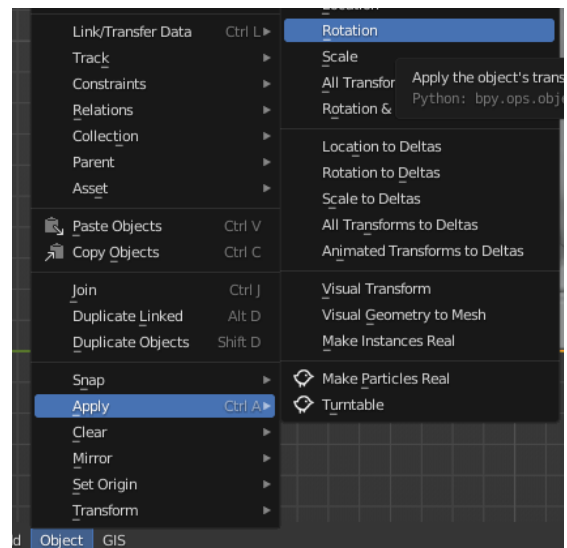 Link/Transfer Data Ctrl L
Track
Constraints
Relations
Collection
Parent
Asset
Paste Objects Ctrl V
Copy Objects Ctrl C
Join Ctrl J
Duplicate Linked Alt D
Duplicate Objects Shift D
Snap
Apply Ctrl A
Clear
Mirror
Set Origin
Transform
Object GIS
Rotation
Scale
All Transfor
Rotation &
Apply the object's trans
Python: bpy.ops.obj
Location to Deltas
Rotation to Deltas
Scale to Deltas
All Transforms to Deltas
Animated Transforms to Deltas
Visual Transform
Visual Geometry to Mesh
Make Instances Real
Make Particles Real
Turntable